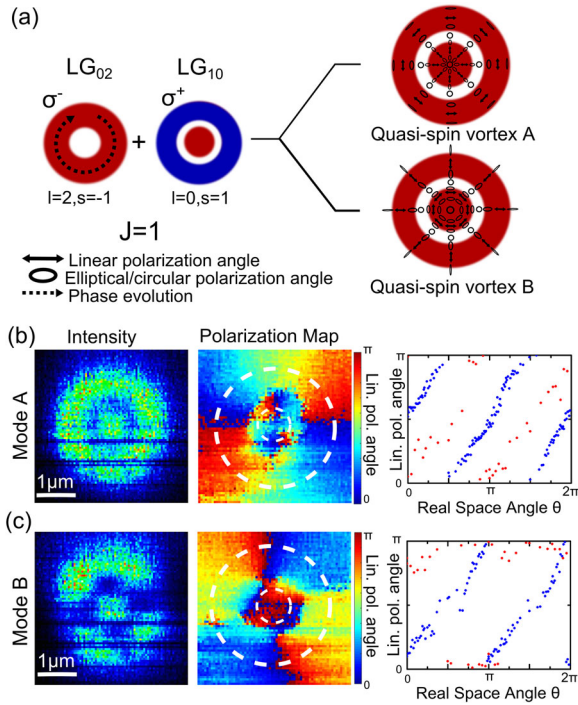 (a)
LG02 LG10
σ- σ+
+
l=2,s=-1 l=0,s=1
J=1
Linear polarization angle
Elliptical/circular polarization angle
Phase evolution
Quasi-spin vortex A
Quasi-spin vortex B
(b) Intensity Polarization Map
Mode A
1μm
π
Lin. pol. angle
0
π
Lin. pol. angle
0
0 π 2π
Real Space Angle θ
(c)
Mode B
1μm
π
Lin. pol. angle
0
π
Lin. pol. angle
0
0 π 2π
Real Space Angle θ